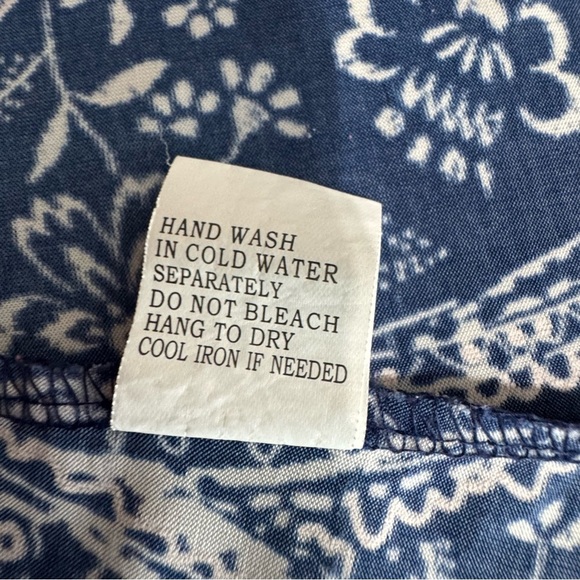 HAND WASH
IN COLD WATER
SEPARATELY
DO NOT BLEACH
HANG TO DRY
COOL IRON IF NEEDED